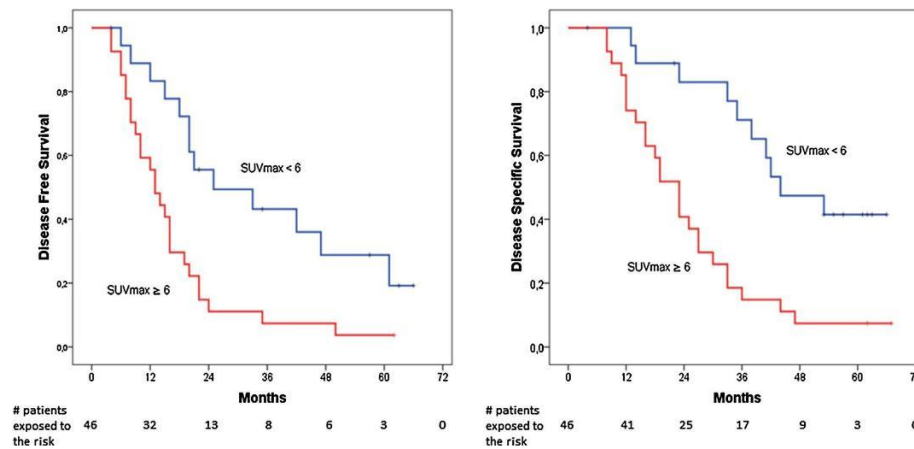 Disease Free Survival
1,0
0,8
0,6
0,4
0,2
0,0
SUVmax < 6
SUVmax ≥ 6
0 12 24 36 48 60 72
Months
# patients
exposed to
the risk
46 32 13 8 6 3 0
Disease Specific Survival
1,0
0,8
0,6
0,4
0,2
0,0
SUVmax < 6
SUVmax ≥ 6
0 12 24 36 48 60
Months
# patients
exposed to
the risk
46 41 25 17 9 3